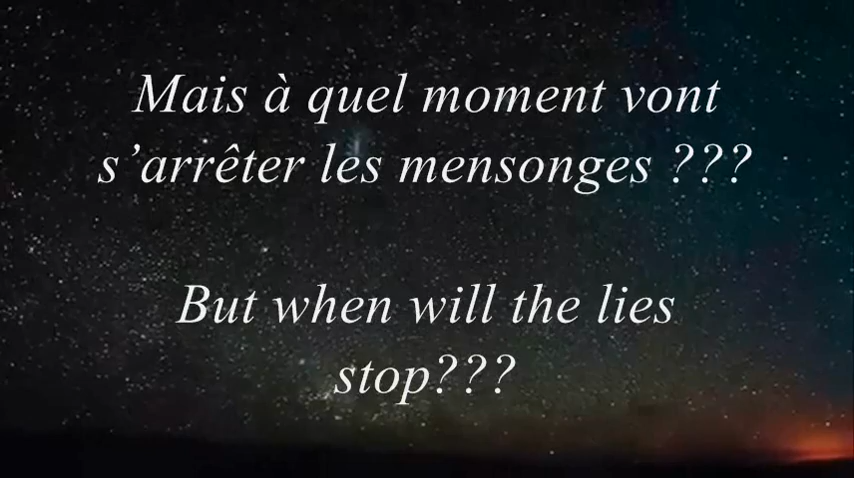 Mais à quel moment vont
s’arrêter les mensonges ???
But when will the lies
stop???